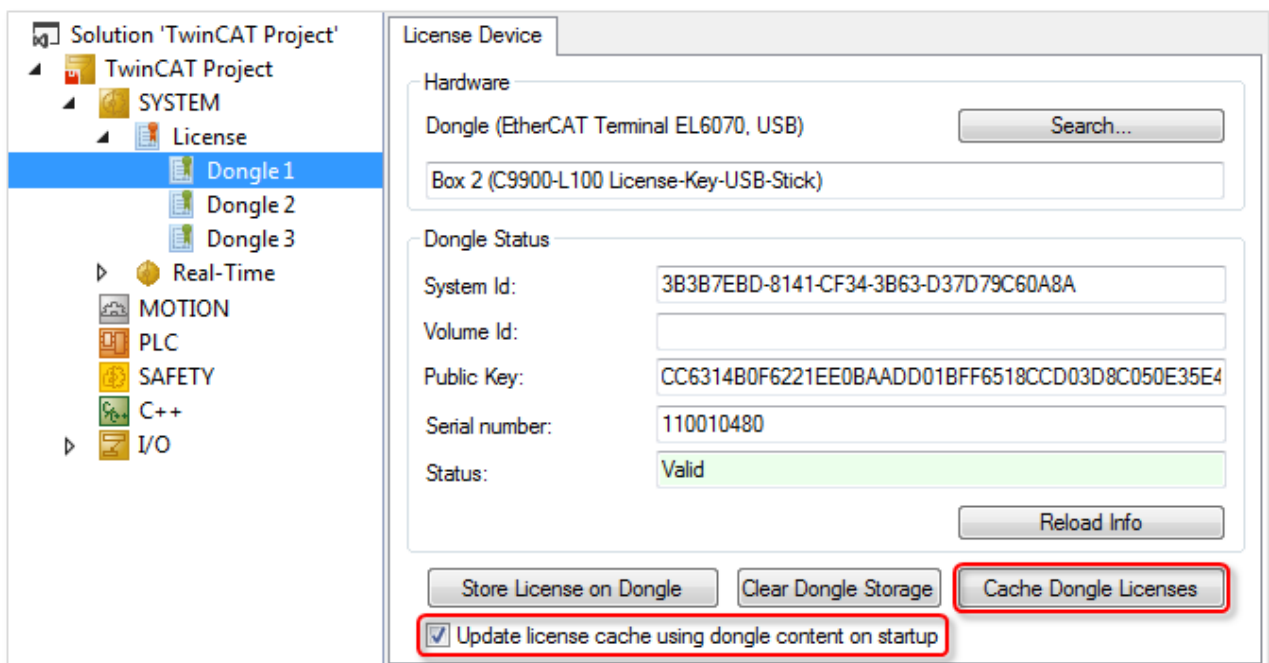 Solution 'TwinCAT Project'
TwinCAT Project
SYSTEM
License
Dongle 1
Dongle 2
Dongle 3
Real-Time
MOTION
PLC
SAFETY
C++
I/O
License Device
Hardware
Dongle (EtherCAT Terminal EL6070, USB)
Search...
Box 2 (C9900-L100 License-Key-USB-Stick)
Dongle Status
System Id: 3B3B7EBD-8141-CF34-3B63-D37D79C60A8A
Volume Id:
Public Key: CC6314B0F6221EE0BAADD01BFF6518CCD03D8C050E35E4
Serial number: 110010480
Status: Valid
Reload Info
Store License on Dongle Clear Dongle Storage Cache Dongle Licenses
Update license cache using dongle content on startup